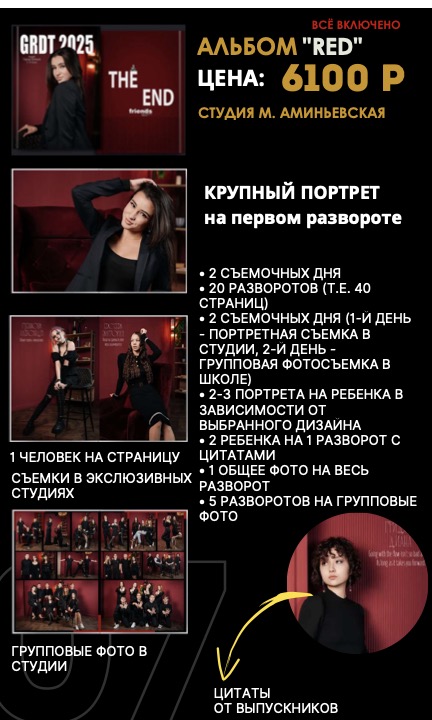 ВСЁ ВКЛЮЧЕНО
АЛЬБОМ "RED"
ЦЕНА: 6100 Р
СТУДИЯ М. АМИНЬЕВСКАЯ
GRDT 2025
THE
END
friends
КРУПНЫЙ ПОРТРЕТ
на первом развороте
• 2 СЪЕМОЧНЫХ ДНЯ
• 20 РАЗВОРОТОВ (Т.Е. 40
СТРАНИЦ)
• 2 СЪЕМОЧНЫХ ДНЯ (1-Й ДЕНЬ
- ПОРТРЕТНАЯ СЪЕМКА В
СТУДИИ, 2-Й ДЕНЬ -
ГРУППОВАЯ ФОТОСЪЕМКА В
ШКОЛЕ)
• 2-3 ПОРТРЕТА НА РЕБЕНКА В
ЗАВИСИМОСТИ ОТ
ВЫБРАННОГО ДИЗАЙНА
• 2 РЕБЕНКА НА 1 РАЗВОРОТ С
ЦИТАТАМИ
• 1 ОБЩЕЕ ФОТО НА ВЕСЬ
РАЗВОРОТ
• 5 РАЗВОРОТОВ НА ГРУППОВЫЕ
ФОТО
1 ЧЕЛОВЕК НА СТРАНИЦУ
СЪЕМКИ В ЭКСЛЮЗИВНЫХ
СТУДИЯХ
ГРУППОВЫЕ ФОТО В
СТУДИИ
ЦИТАТЫ
ОТ ВЫПУСКНИКОВ